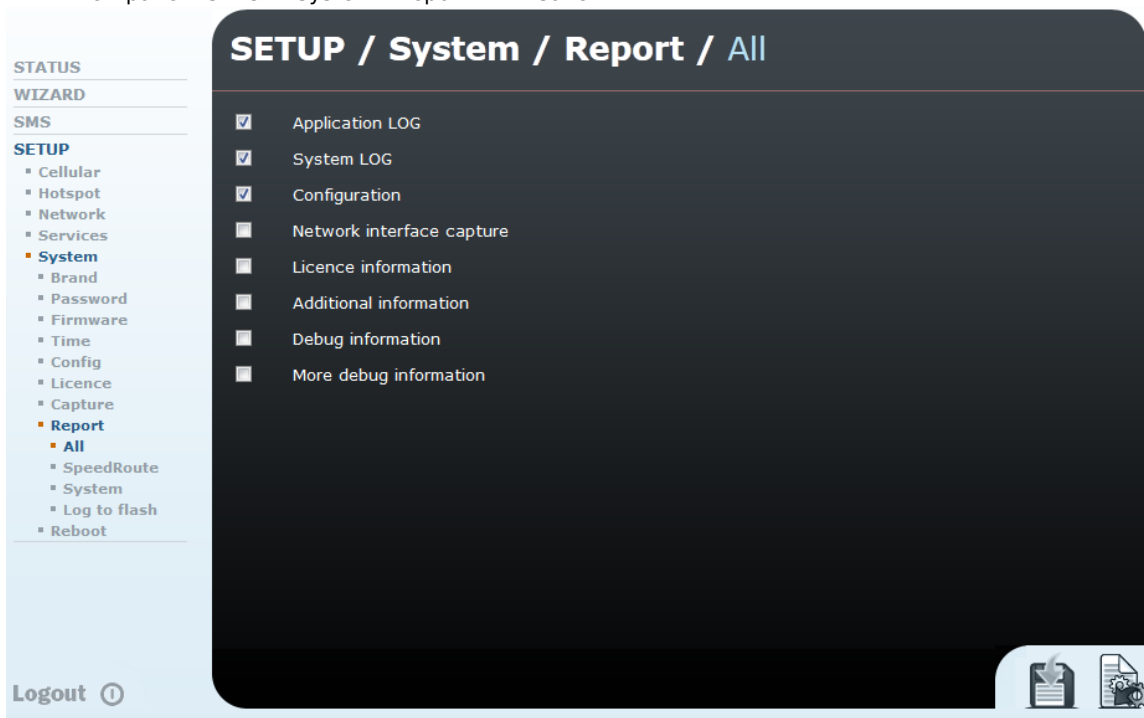 SETUP / System / Report / All
STATUS
WIZARD
SMS
SETUP
Cellular
Hotspot
Network
Services
System
Brand
Password
Firmware
Time
Config
Licence
Capture
Report
All
SpeedRoute
System
Log to flash
Reboot
Logout
Application LOG
System LOG
Configuration
Network interface capture
Licence information
Additional information
Debug information
More debug information